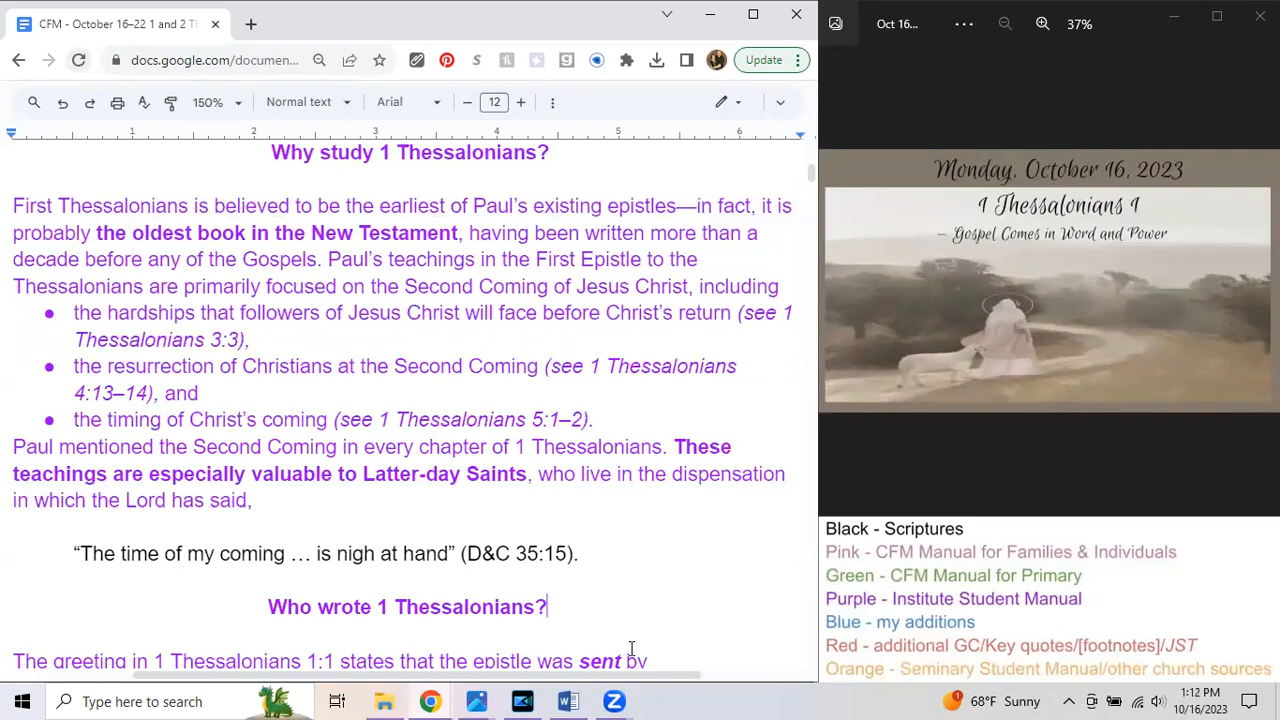 CFM - October 16–22 1 and 2 Th
Oct 16...
37%
docs.google.com/documen...
Update
150%
Normal text
Arial
12
1 2 3 4 5 6
Why study 1 Thessalonians?
First Thessalonians is believed to be the earliest of Paul’s existing epistles—in fact, it is
probably the oldest book in the New Testament, having been written more than a
decade before any of the Gospels. Paul’s teachings in the First Epistle to the
Thessalonians are primarily focused on the Second Coming of Jesus Christ, including
● the hardships that followers of Jesus Christ will face before Christ’s return (see 1
Thessalonians 3:3),
● the resurrection of Christians at the Second Coming (see 1 Thessalonians
4:13–14), and
● the timing of Christ’s coming (see 1 Thessalonians 5:1–2).
Paul mentioned the Second Coming in every chapter of 1 Thessalonians. These
teachings are especially valuable to Latter-day Saints, who live in the dispensation
in which the Lord has said,
“The time of my coming … is nigh at hand” (D&C 35:15).
Who wrote 1 Thessalonians?
The greeting in 1 Thessalonians 1:1 states that the epistle was sent by
Monday, October 16, 2023
1 Thessalonians 1
– Gospel Comes in Word and Power
Black - Scriptures
Pink - CFM Manual for Families & Individuals
Green - CFM Manual for Primary
Purple - Institute Student Manual
Blue - my additions
Red - additional GC/Key quotes/[footnotes]/JST
Orange - Seminary Student Manual/other church sources
Type here to search
1
68°F Sunny
1:12 PM
10/16/2023